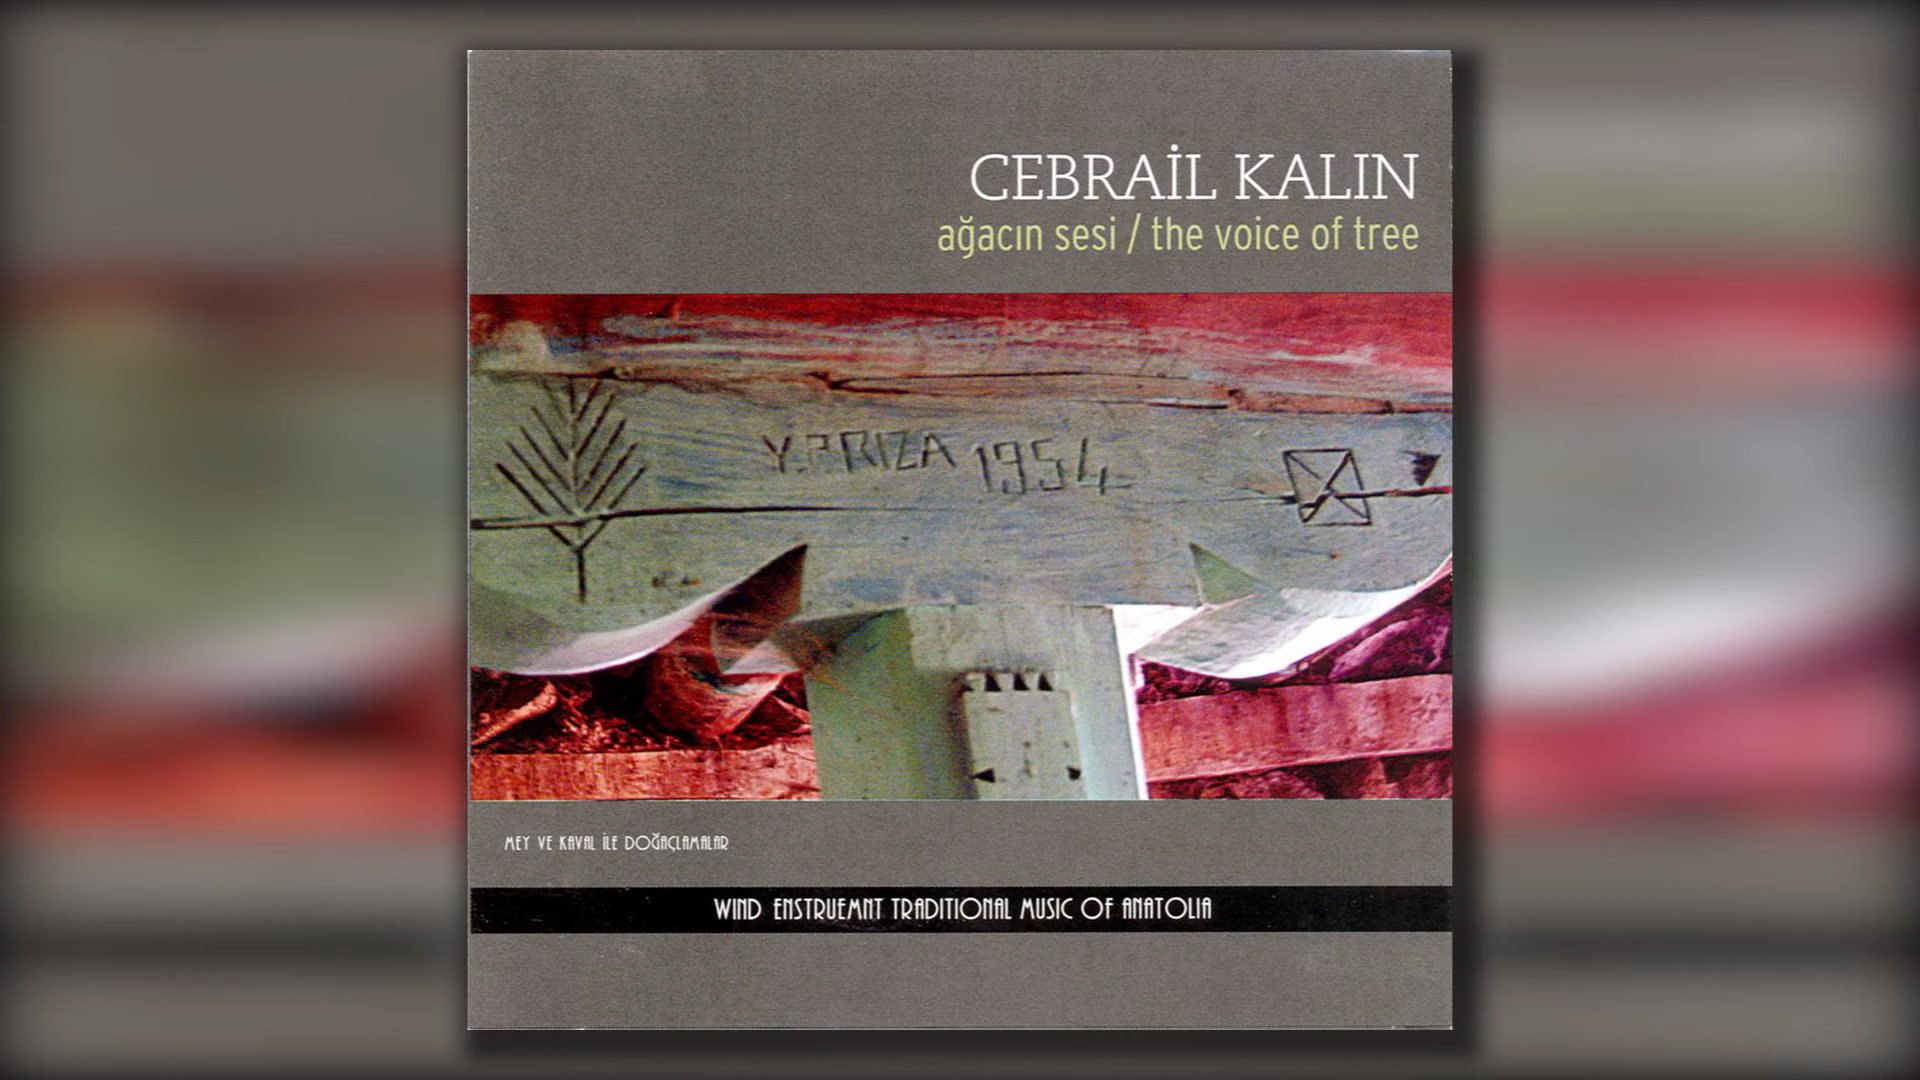 CEBRAİL KALIN
ağacın sesi / the voice of tree
Y.P RIZA 1954
MEY VE KAVAL İLE DOĞAÇLAMALAR
WIND ENSTRUEMNT TRADITIONAL MUSIC OF ANATOLIA